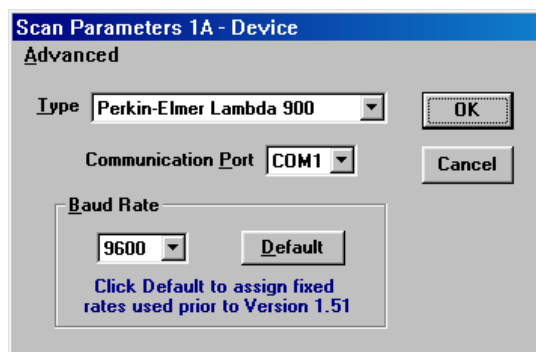 Scan Parameters 1A - Device
Advanced
Type Perkin-Elmer Lambda 900 OK
Communication Port COM1 Cancel
Baud Rate
9600 Default
Click Default to assign fixed
rates used prior to Version 1.51